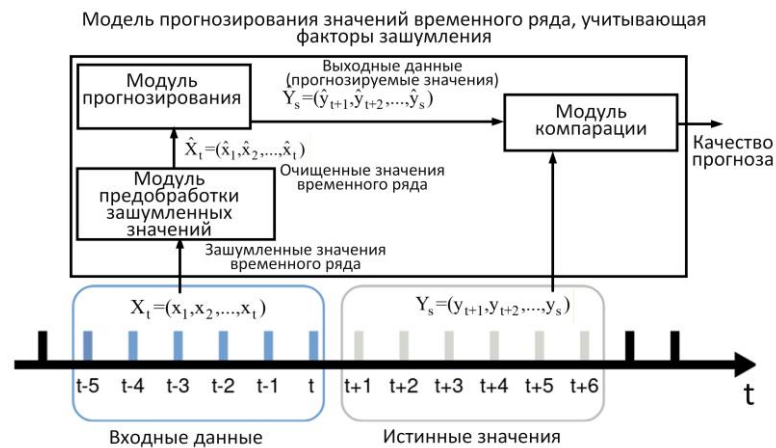 Модель прогнозирования значений временного ряда, учитывающая
факторы зашумления
Модуль
прогнозирования
Выходные данные
(прогнозируемые значения)
Ŷₛ=(ŷₜ₊₁,ŷₜ₊₂,...,ŷₛ)
Модуль
компарации
Качество
прогноза
X̂ₜ=(x̂₁,x̂₂,...,x̂ₜ)
Очищенные значения
временного ряда
Модуль
предобработки
зашумленных
значений
Зашумленные значения
временного ряда
Xₜ=(x₁,x₂,...,xₜ)
Yₛ=(yₜ₊₁,yₜ₊₂,...,yₛ)
t-5 t-4 t-3 t-2 t-1 t t+1 t+2 t+3 t+4 t+5 t+6
t
Входные данные
Истинные значения